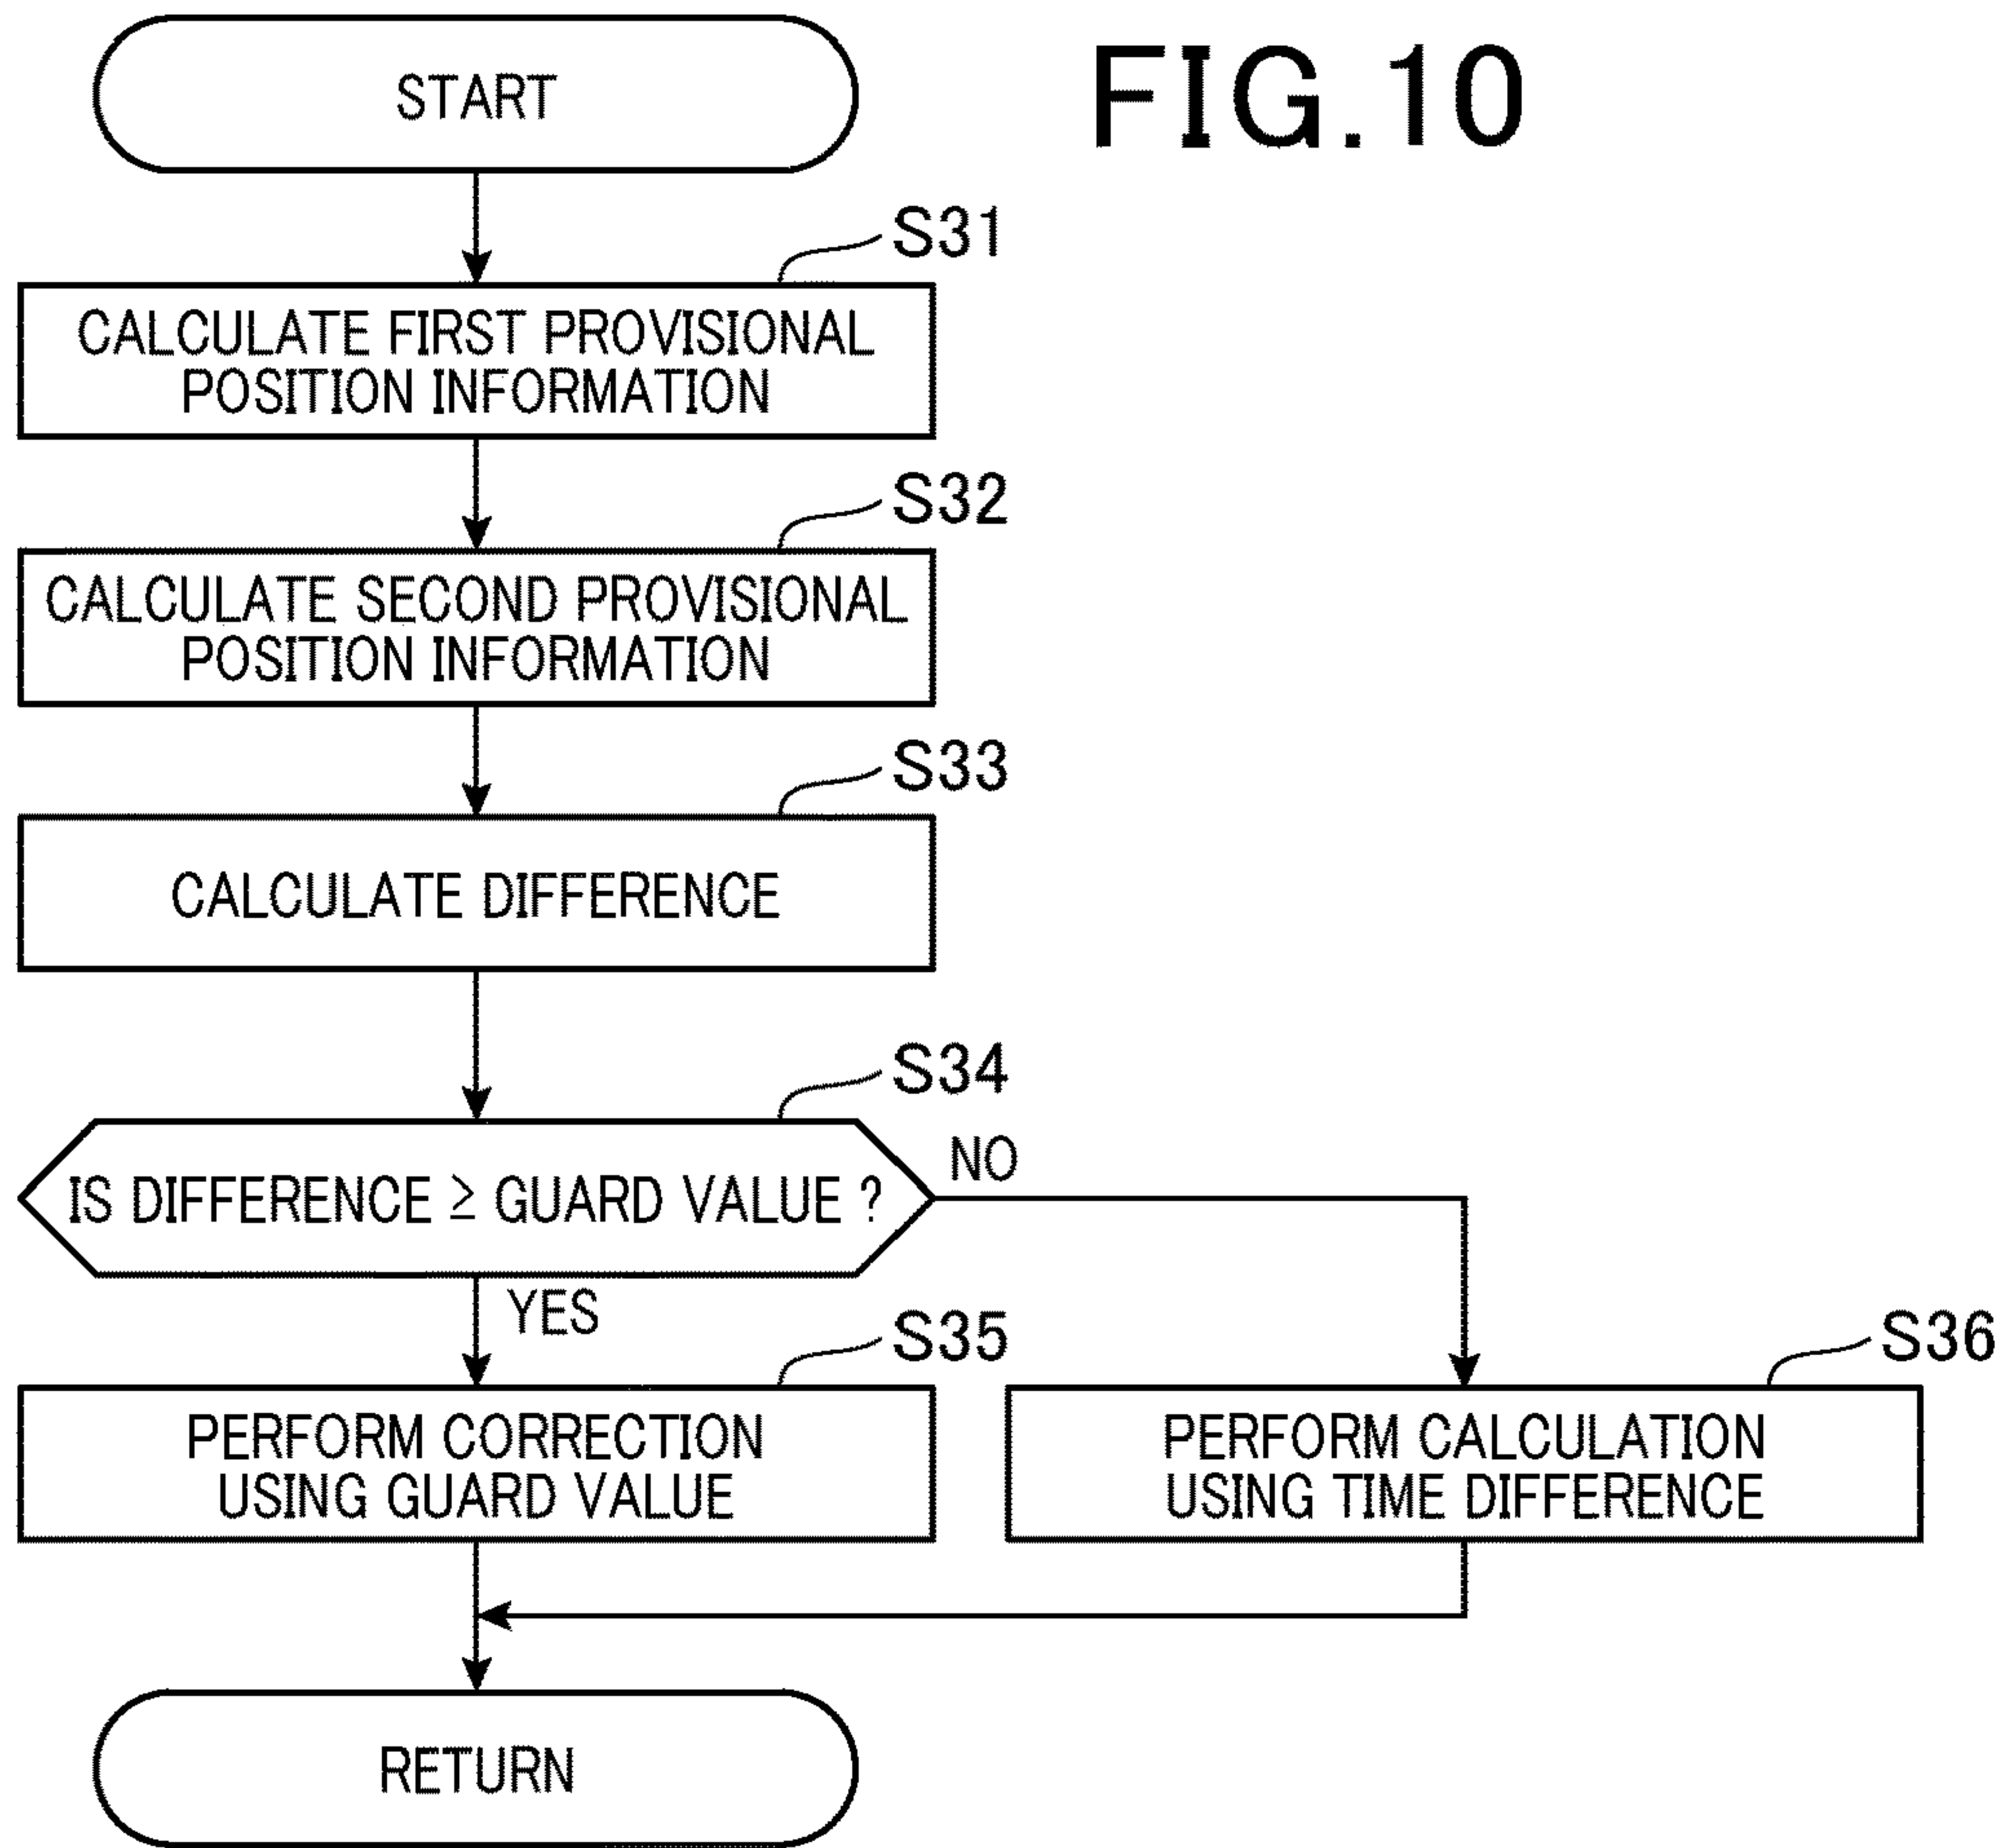 FIG.10
START
S31
CALCULATE FIRST PROVISIONAL
POSITION INFORMATION
S32
CALCULATE SECOND PROVISIONAL
POSITION INFORMATION
S33
CALCULATE DIFFERENCE
S34
IS DIFFERENCE ≥ GUARD VALUE ?
NO
YES
S35
PERFORM CORRECTION
USING GUARD VALUE
S36
PERFORM CALCULATION
USING TIME DIFFERENCE
RETURN